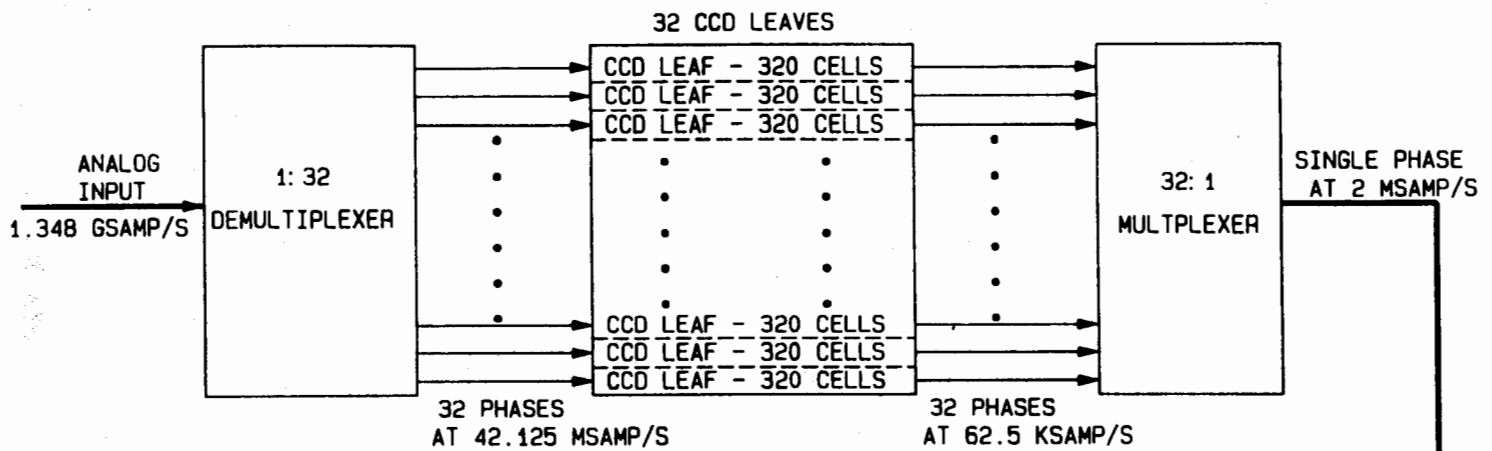 32 CCD LEAVES
CCD LEAF - 320 CELLS
CCD LEAF - 320 CELLS
CCD LEAF - 320 CELLS
ANALOG
INPUT
1.348 GSAMP/S
1: 32
DEMULTIPLEXER
32: 1
MULTPLEXER
SINGLE PHASE
AT 2 MSAMP/S
CCD LEAF - 320 CELLS
CCD LEAF - 320 CELLS
CCD LEAF - 320 CELLS
32 PHASES
AT 42.125 MSAMP/S
32 PHASES
AT 62.5 KSAMP/S